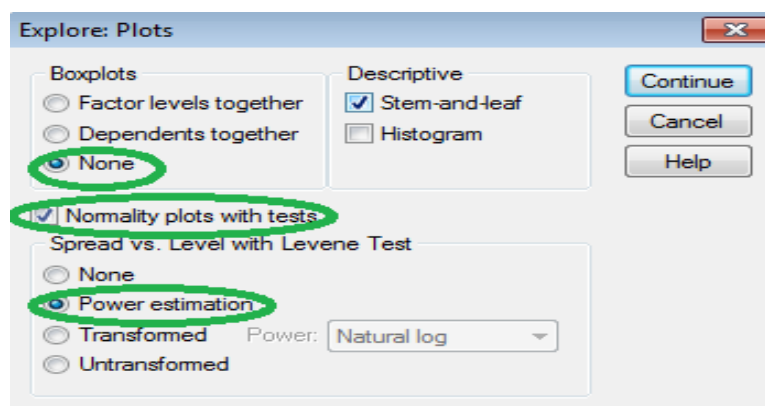 Explore: Plots
Boxplots
Factor levels together
Dependents together
None
Descriptive
Stem-and-leaf
Histogram
Continue
Cancel
Help
Normality plots with tests
Spread vs. Level with Levene Test
None
Power estimation
Transformed Power: Natural log
Untransformed